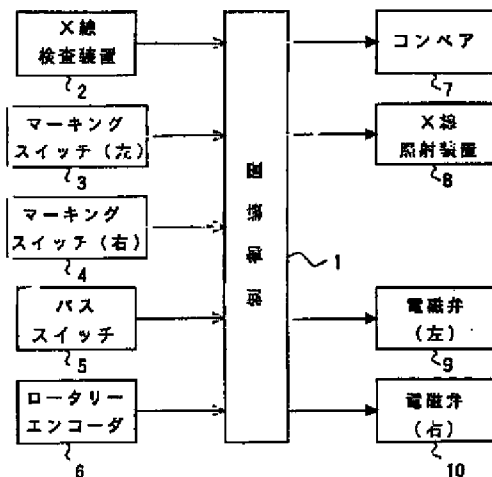 X線
検査装置
2
マーキング
スイッチ(左)
3
マーキング
スイッチ(右)
4
パス
スイッチ
5
ロータリー
エンコーダ
6
制御装置
1
コンベア
7
X線
照射装置
8
電磁弁
(左)
9
電磁弁
(右)
10